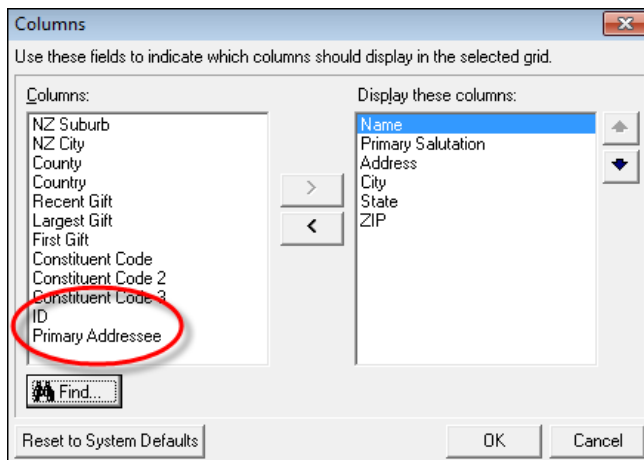 Columns
Use these fields to indicate which columns should display in the selected grid.
Columns:
NZ Suburb
NZ City
County
Country
Recent Gift
Largest Gift
First Gift
Constituent Code
Constituent Code 2
Constituent Code 3
ID
Primary Addressee
Find...
>
<
Display these columns:
Name
Primary Salutation
Address
City
State
ZIP
Reset to System Defaults
OK
Cancel